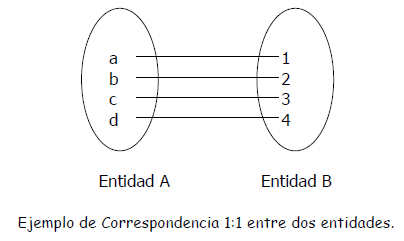 a 1
b 2
c 3
d 4
Entidad A Entidad B
Ejemplo de Correspondencia 1:1 entre dos entidades.